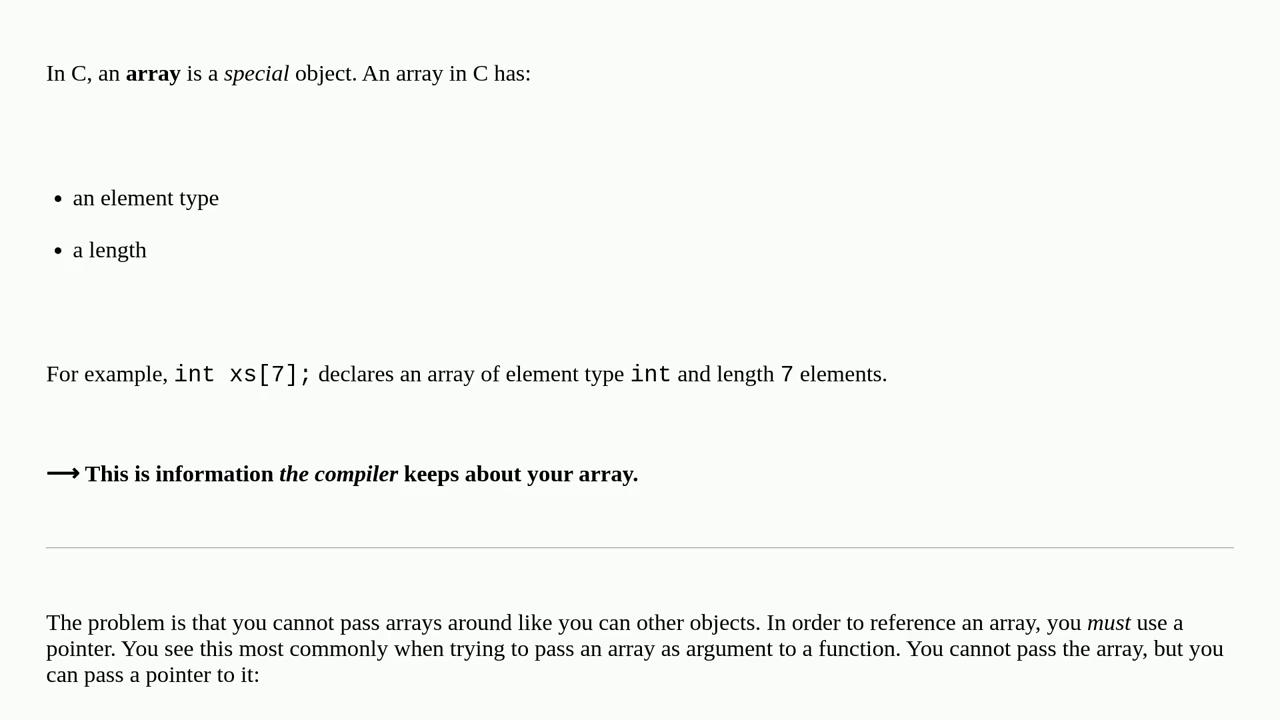 In C, an array is a special object. An array in C has:
• an element type
• a length
For example, int xs[7]; declares an array of element type int and length 7 elements.
⟶ This is information the compiler keeps about your array.
The problem is that you cannot pass arrays around like you can other objects. In order to reference an array, you must use a
pointer. You see this most commonly when trying to pass an array as argument to a function. You cannot pass the array, but you
can pass a pointer to it: